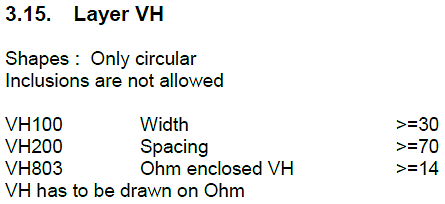 3.15. Layer VH
Shapes : Only circular
Inclusions are not allowed
VH100 Width >=30
VH200 Spacing >=70
VH803 Ohm enclosed VH >=14
VH has to be drawn on Ohm